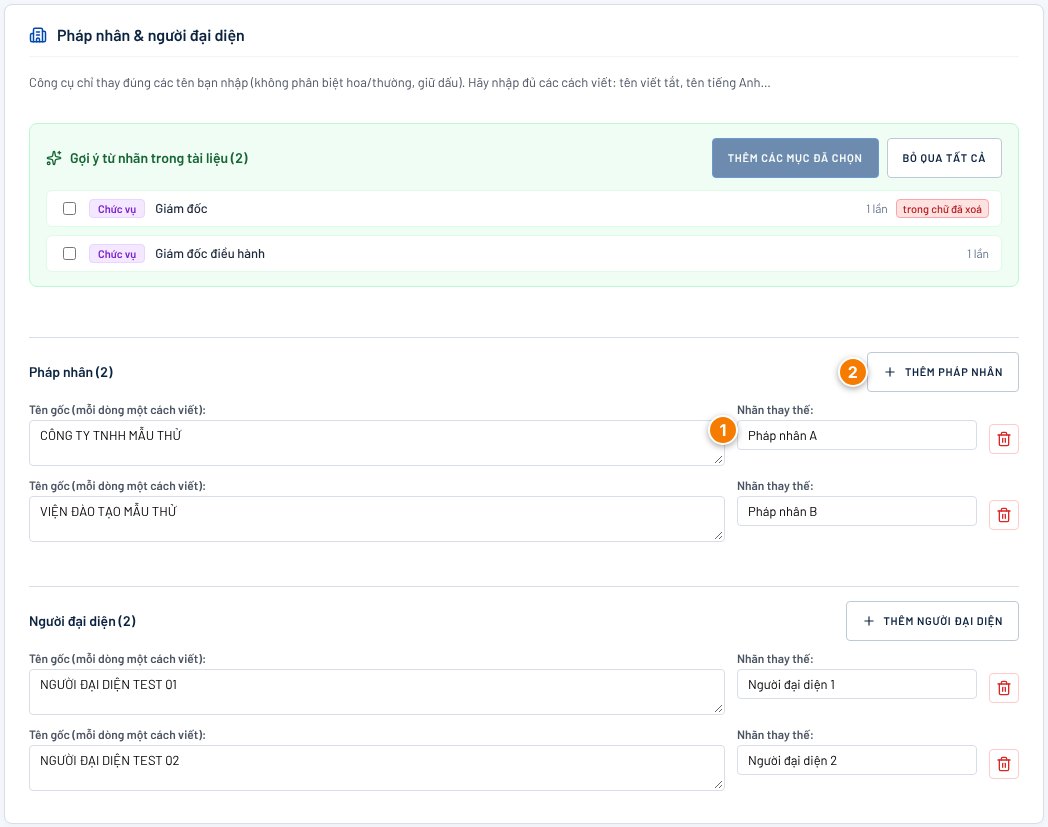 Pháp nhân & người đại diện
Công cụ chỉ thay đúng các tên bạn nhập (không phân biệt hoa/thường, giữ dấu). Hãy nhập đủ các cách viết: tên viết tắt, tên tiếng Anh...
Gợi ý từ nhãn trong tài liệu (2)
THÊM CÁC MỤC ĐÃ CHỌN
BỎ QUA TẤT CẢ
Chức vụ Giám đốc 1 lần trong chữ đã xoá
Chức vụ Giám đốc điều hành 1 lần
Pháp nhân (2)
2
+ THÊM PHÁP NHÂN
Tên gốc (mỗi dòng một cách viết): Nhãn thay thế:
CÔNG TY TNHH MẪU THỬ 1 Pháp nhân A
Tên gốc (mỗi dòng một cách viết): Nhãn thay thế:
VIỆN ĐÀO TẠO MẪU THỬ Pháp nhân B
Người đại diện (2)
+ THÊM NGƯỜI ĐẠI DIỆN
Tên gốc (mỗi dòng một cách viết): Nhãn thay thế:
NGƯỜI ĐẠI DIỆN TEST 01 Người đại diện 1
Tên gốc (mỗi dòng một cách viết): Nhãn thay thế:
NGƯỜI ĐẠI DIỆN TEST 02 Người đại diện 2